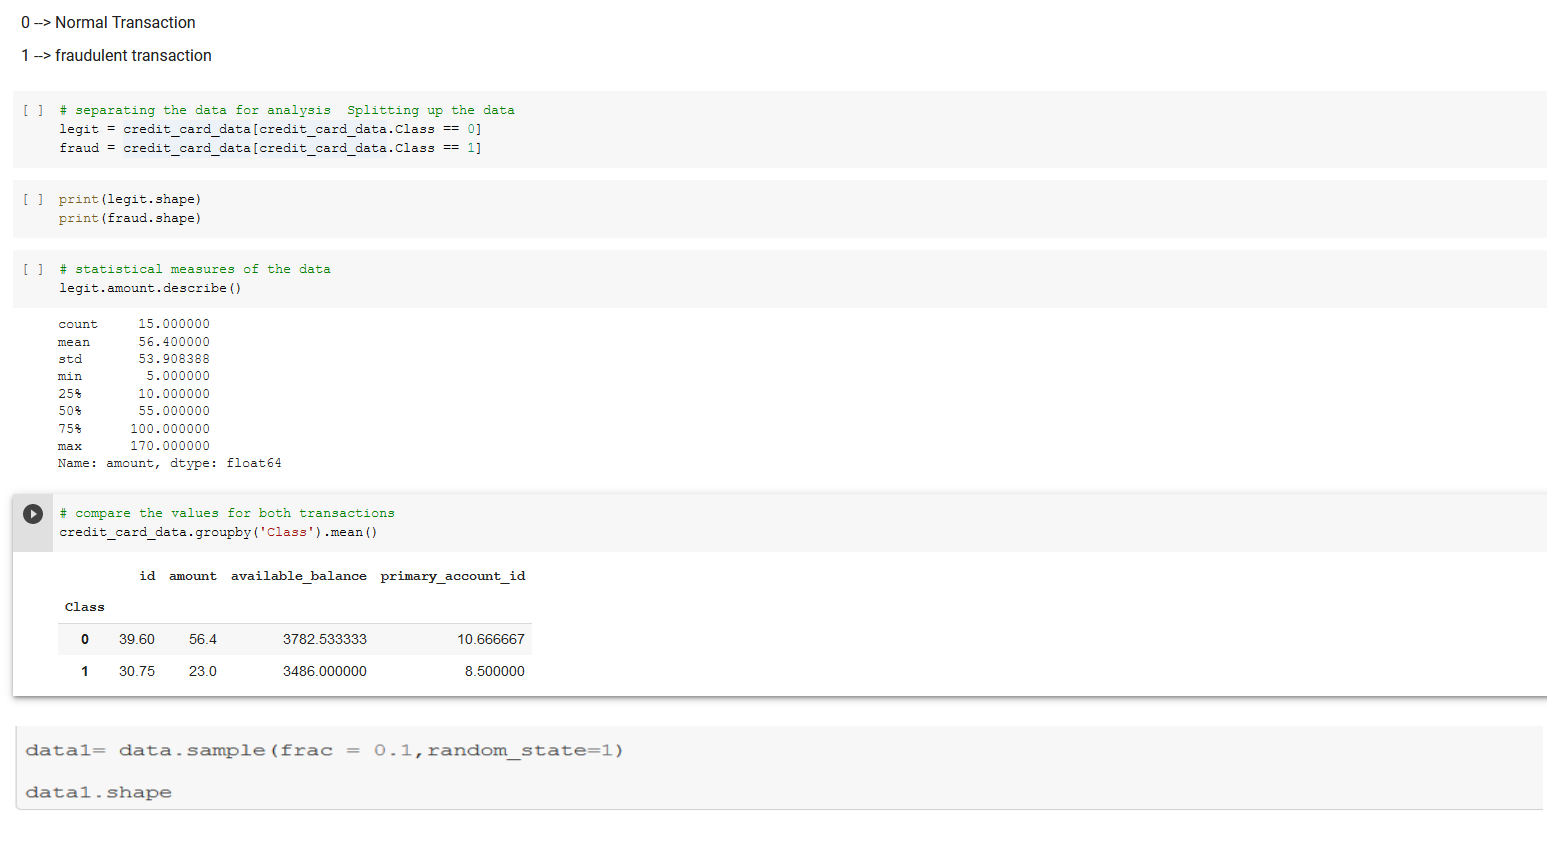 0 --> Normal Transaction
1 --> fraudulent transaction
[ ] # separating the data for analysis  Splitting up the data
legit = credit_card_data[credit_card_data.Class == 0]
fraud = credit_card_data[credit_card_data.Class == 1]
[ ] print(legit.shape)
print(fraud.shape)
[ ] # statistical measures of the data
legit.amount.describe()
count 15.000000
mean 56.400000
std 53.908388
min 5.000000
25% 10.000000
50% 55.000000
75% 100.000000
max 170.000000
Name: amount, dtype: float64
# compare the values for both transactions
credit_card_data.groupby('Class').mean()
id amount available_balance primary_account_id
Class
0 39.60 56.4 3782.533333 10.666667
1 30.75 23.0 3486.000000 8.500000
data1= data.sample(frac = 0.1,random_state=1)
data1.shape